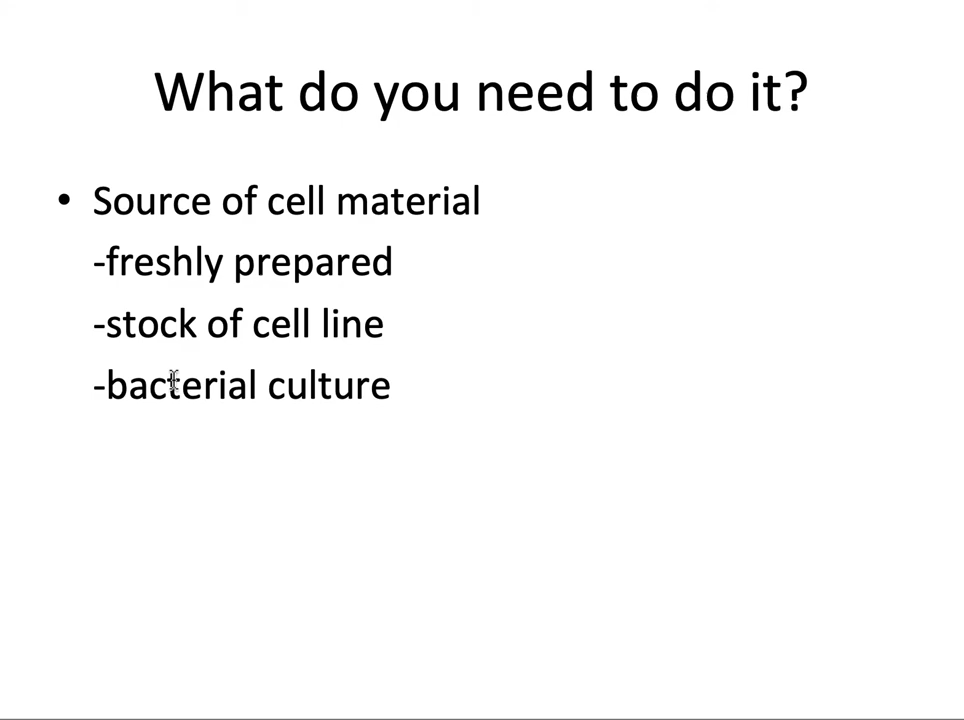 What do you need to do it?
• Source of cell material
-freshly prepared
-stock of cell line
-bacterial culture